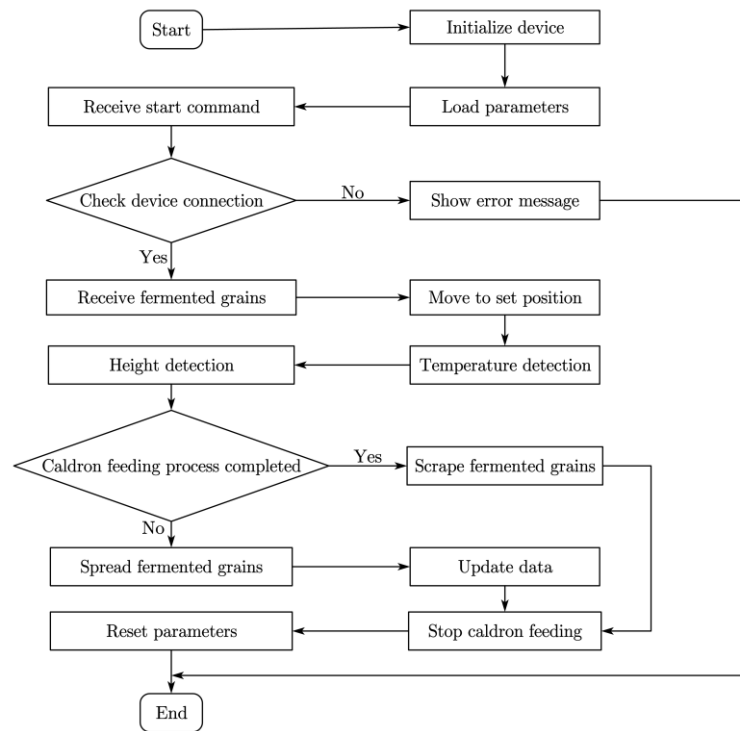 Start
Initialize device
Receive start command
Load parameters
Check device connection
No
Show error message
Yes
Receive fermented grains
Move to set position
Height detection
Temperature detection
Caldron feeding process completed
Yes
Scrape fermented grains
No
Spread fermented grains
Update data
Reset parameters
Stop caldron feeding
End